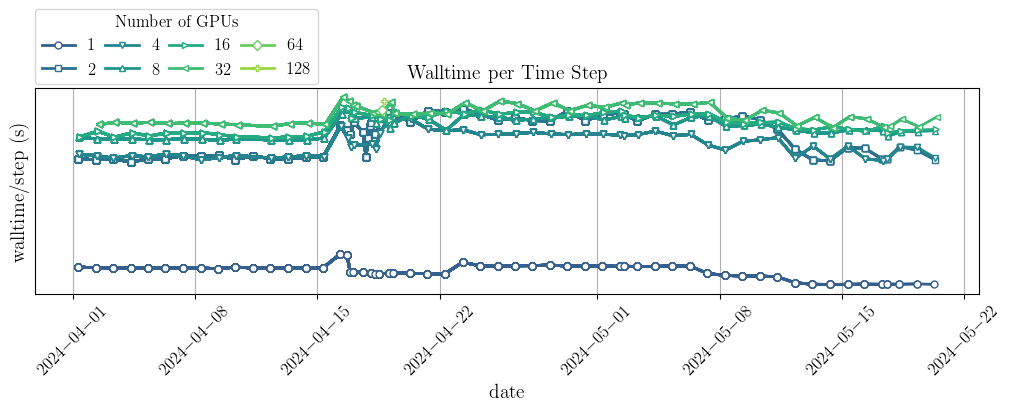 Number of GPUs
1 4 16 64
2 8 32 128
Walltime per Time Step
walltime/step (s)
2024−04−01
2024−04−08
2024−04−15
2024−04−22
2024−05−01
2024−05−08
2024−05−15
2024−05−22
date